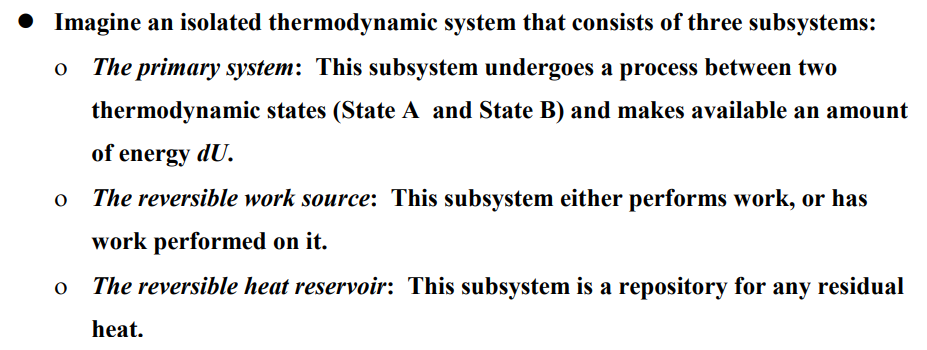 ● Imagine an isolated thermodynamic system that consists of three subsystems:
o The primary system: This subsystem undergoes a process between two
thermodynamic states (State A and State B) and makes available an amount
of energy dU.
o The reversible work source: This subsystem either performs work, or has
work performed on it.
o The reversible heat reservoir: This subsystem is a repository for any residual
heat.